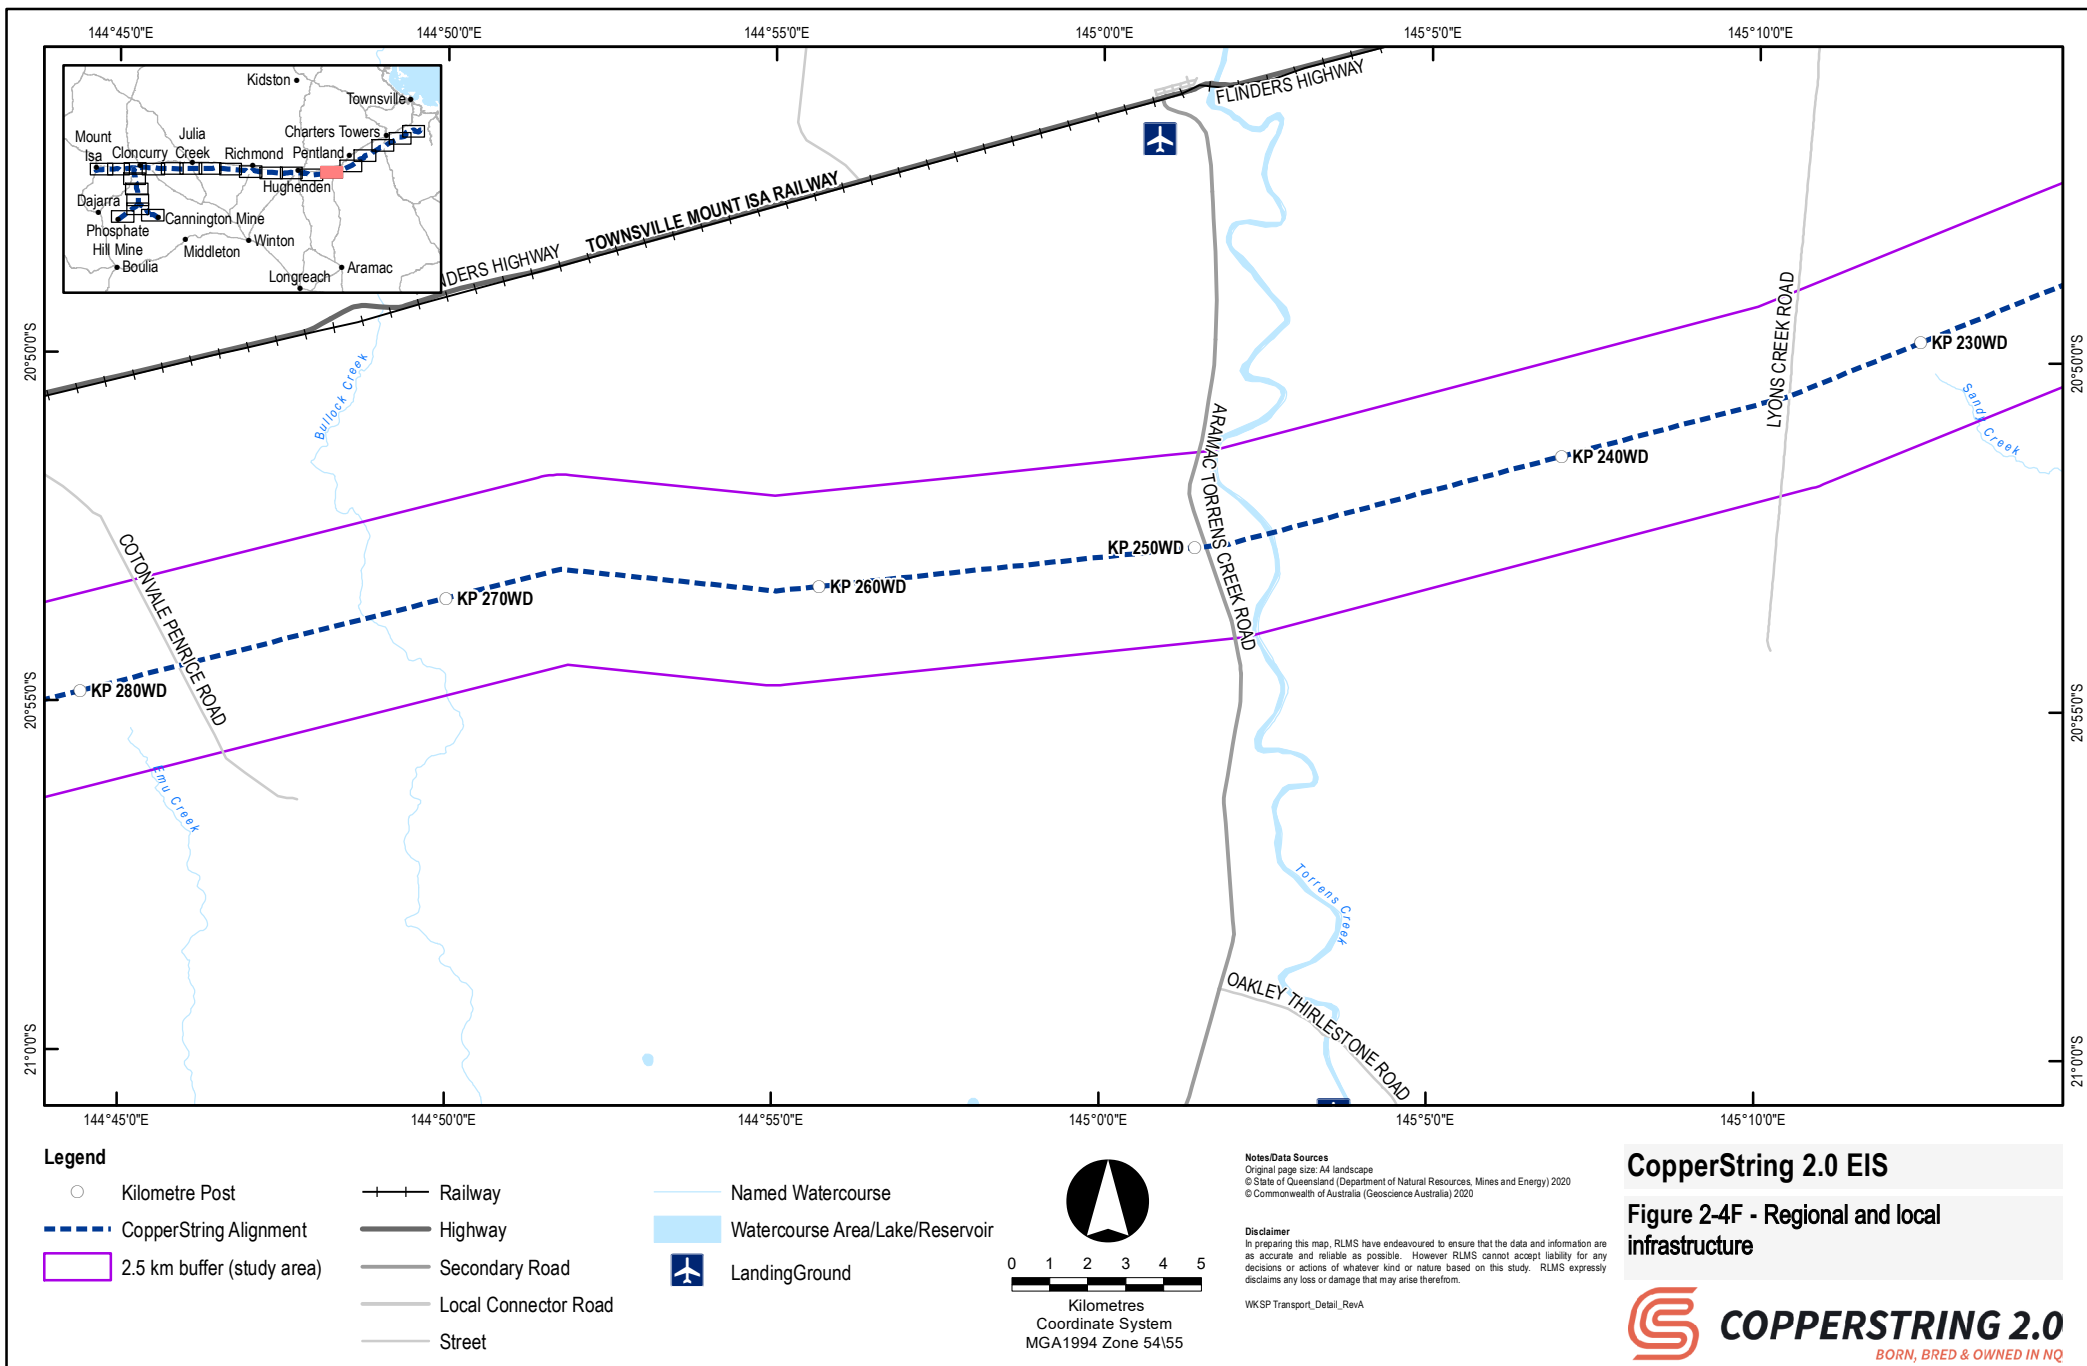 144°45'0"E
144°50'0"E
144°55'0"E
145°0'0"E
145°5'0"E
145°10'0"E
Kidston
Townsville
Mount
Isa
Cloncurry
Julia
Creek
Richmond
Charters Towers
Pentland
Hughenden
Dajarra
Phosphate
Hill Mine
Cannington Mine
Winton
Middleton
Boulia
Longreach
Aramac
FLINDERS HIGHWAY
TOWNSVILLE MOUNT ISA RAILWAY
NDERS HIGHWAY
20°50'0"S
20°50'0"S
Bullock Creek
LYONS CREEK ROAD
KP 230WD
Sandy Creek
ARAMAC TORRENS CREEK ROAD
KP 240WD
COTONVALE PENRICE ROAD
KP 250WD
KP 260WD
KP 270WD
KP 280WD
20°55'0"S
20°55'0"S
Emu Creek
Torrens Creek
OAKLEY THIRLESTONE ROAD
21°0'0"S
21°0'0"S
144°45'0"E
144°50'0"E
144°55'0"E
145°0'0"E
145°5'0"E
145°10'0"E
Legend
Kilometre Post
CopperString Alignment
2.5 km buffer (study area)
Railway
Highway
Secondary Road
Local Connector Road
Street
Named Watercourse
Watercourse Area/Lake/Reservoir
LandingGround
0 1 2 3 4 5
Kilometres
Coordinate System
MGA1994 Zone 54\55
Notes/Data Sources
Original page size: A4 landscape
© State of Queensland (Department of Natural Resources, Mines and Energy) 2020
© Commonwealth of Australia (Geoscience Australia) 2020
Disclaimer
In preparing this map, RLMS have endeavoured to ensure that the data and information are
as accurate and reliable as possible. However RLMS cannot accept liability for any
decisions or actions of whatever kind or nature based on this study. RLMS expressly
disclaims any loss or damage that may arise therefrom.
WKSP Transport_Detail_RevA
CopperString 2.0 EIS
Figure 2-4F - Regional and local
infrastructure
COPPERSTRING 2.0
BORN, BRED & OWNED IN NQ